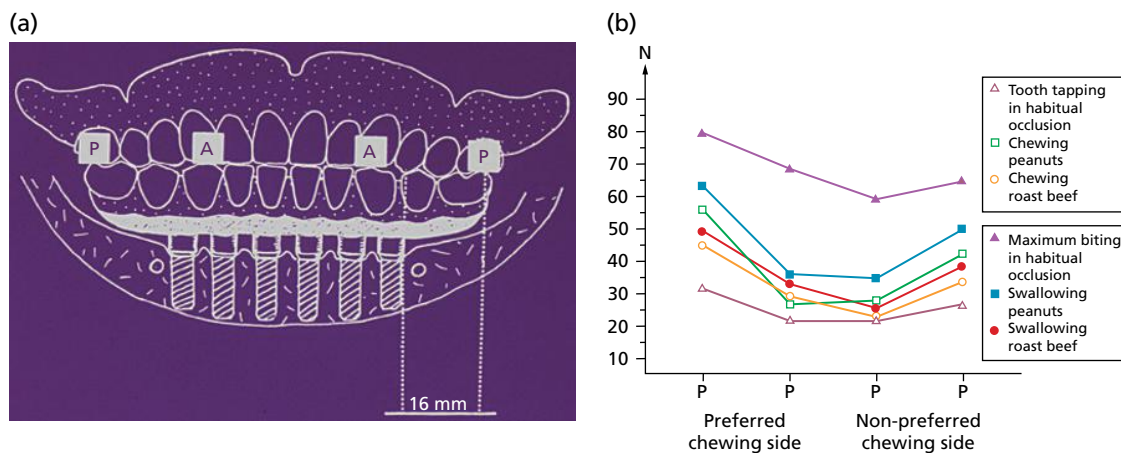 (a)
P
A
A
P
16 mm
(b)
N
90
80
70
60
50
40
30
20
10
P
P
P
P
Preferred
chewing side
Non-preferred
chewing side
Tooth tapping
in habitual
occlusion
Chewing
peanuts
Chewing
roast beef
Maximum biting
in habitual
occlusion
Swallowing
peanuts
Swallowing
roast beef